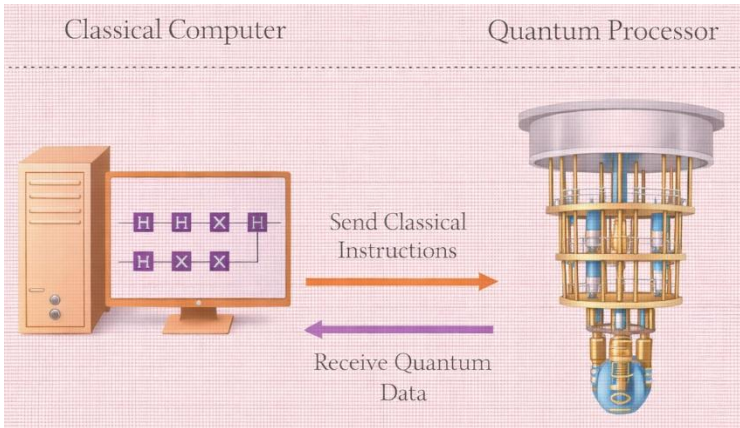 Classical Computer
Quantum Processor
H H X H
H X X
Send Classical
Instructions
Receive Quantum
Data